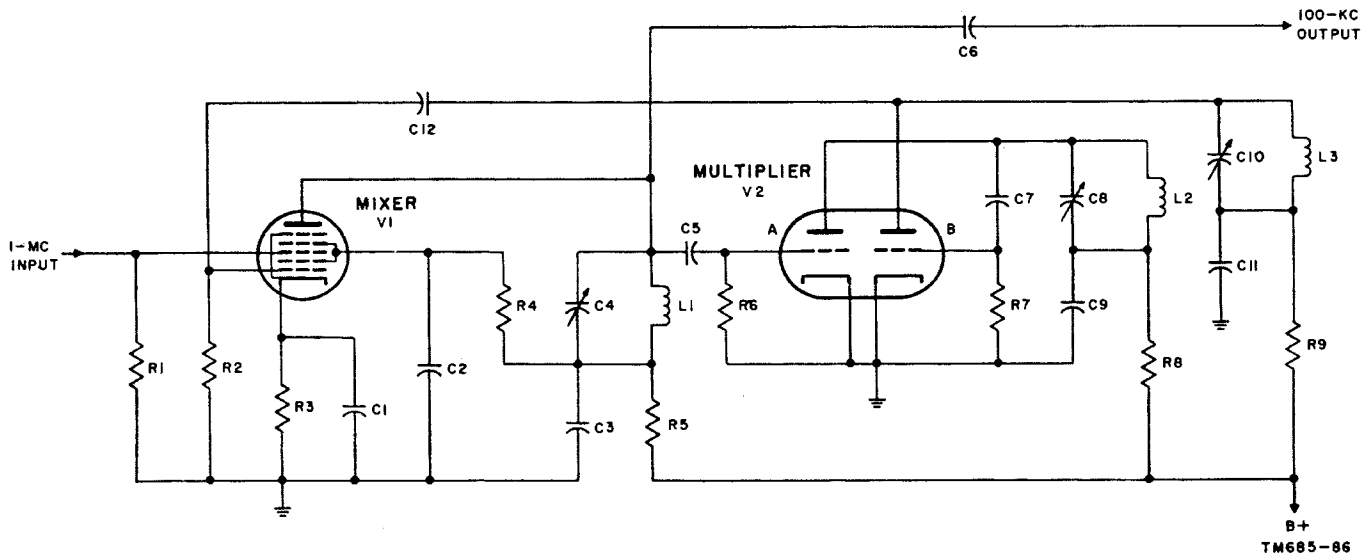 100-KC
OUTPUT
C6
C12
MULTIPLIER
V2
C10
L3
MIXER
V1
C7
C8
L2
1-MC
INPUT
C5
A
B
C11
R4
C4
L1
R6
R7
C9
R1
R2
C2
R8
R9
R3
C1
C3
R5
B+
TM685-86